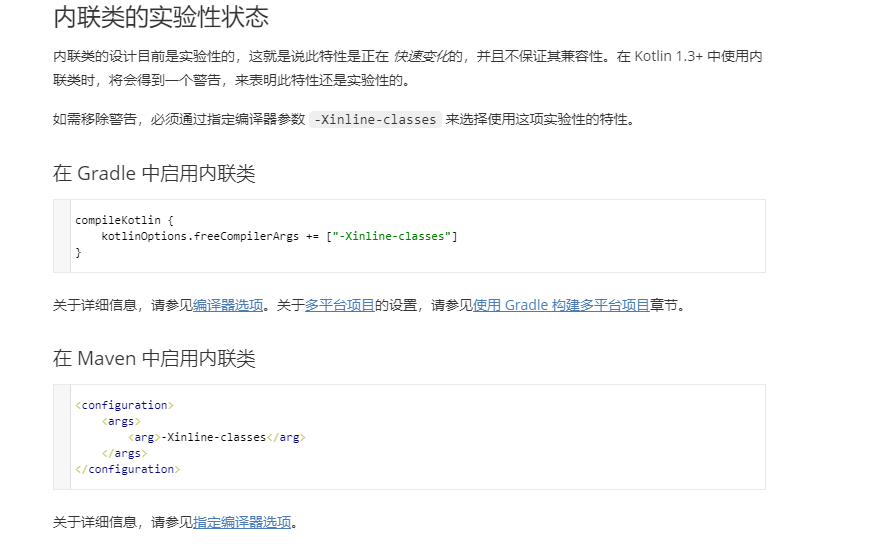 内联类的实验性状态
内联类的设计目前是实验性的，这就是说此特性是正在 快速变化的，并且不保证其兼容性。在 Kotlin 1.3+ 中使用内
联类时，将会得到一个警告，来表明此特性还是实验性的。
如需移除警告，必须通过指定编译器参数 -Xinline-classes 来选择使用这项实验性的特性。
在 Gradle 中启用内联类
compileKotlin {
    kotlinOptions.freeCompilerArgs += ["-Xinline-classes"]
}
关于详细信息，请参见编译器选项。关于多平台项目的设置，请参见使用 Gradle 构建多平台项目章节。
在 Maven 中启用内联类
<configuration>
    <args>
        <arg>-Xinline-classes</arg>
    </args>
</configuration>
关于详细信息，请参见指定编译器选项。